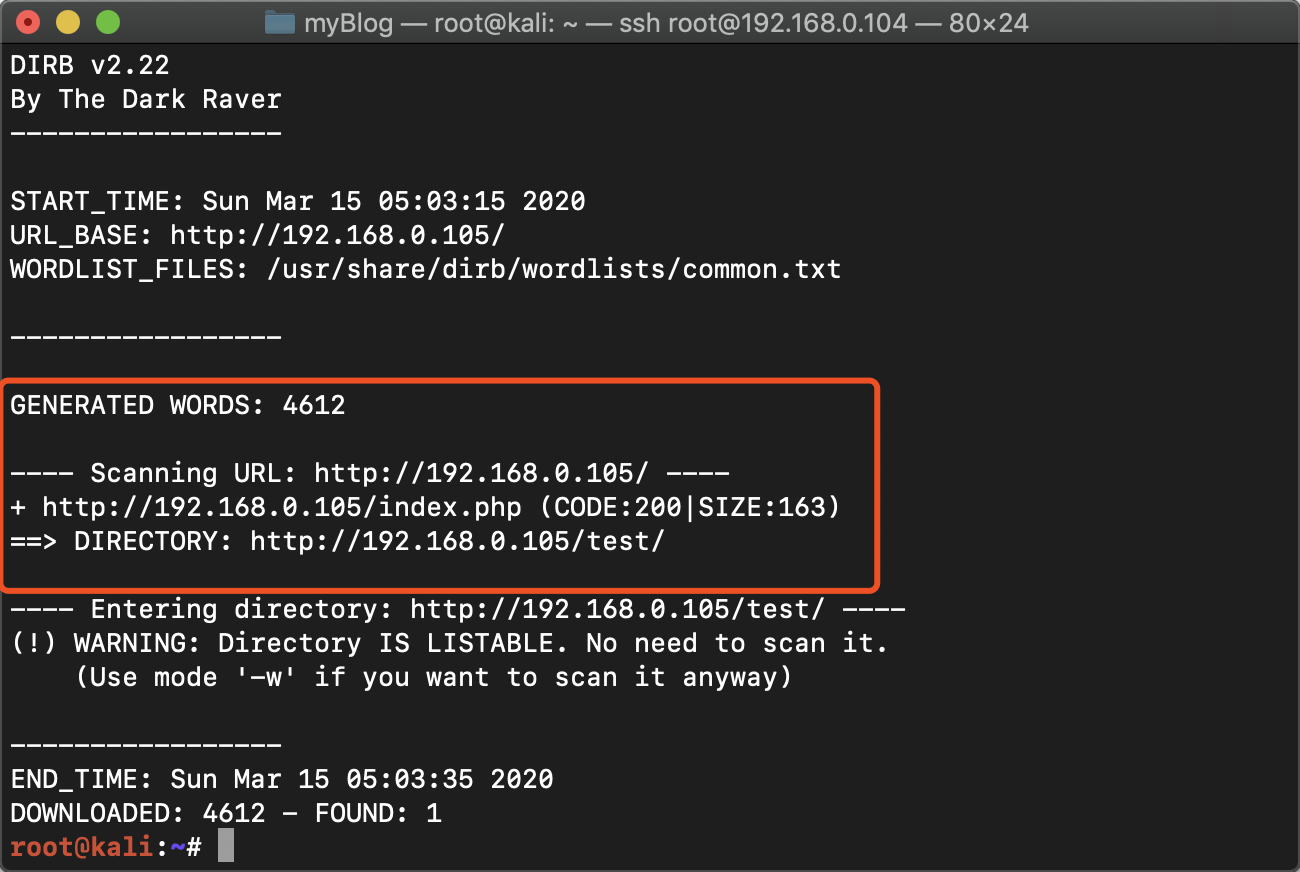 myBlog — root@kali: ~ — ssh root@192.168.0.104 — 80×24
DIRB v2.22
By The Dark Raver
-----------------
START_TIME: Sun Mar 15 05:03:15 2020
URL_BASE: http://192.168.0.105/
WORDLIST_FILES: /usr/share/dirb/wordlists/common.txt
-----------------
GENERATED WORDS: 4612
---- Scanning URL: http://192.168.0.105/ ----
+ http://192.168.0.105/index.php (CODE:200|SIZE:163)
==> DIRECTORY: http://192.168.0.105/test/
---- Entering directory: http://192.168.0.105/test/ ----
(!) WARNING: Directory IS LISTABLE. No need to scan it.
    (Use mode '-w' if you want to scan it anyway)
-----------------
END_TIME: Sun Mar 15 05:03:35 2020
DOWNLOADED: 4612 - FOUND: 1
root@kali:~#